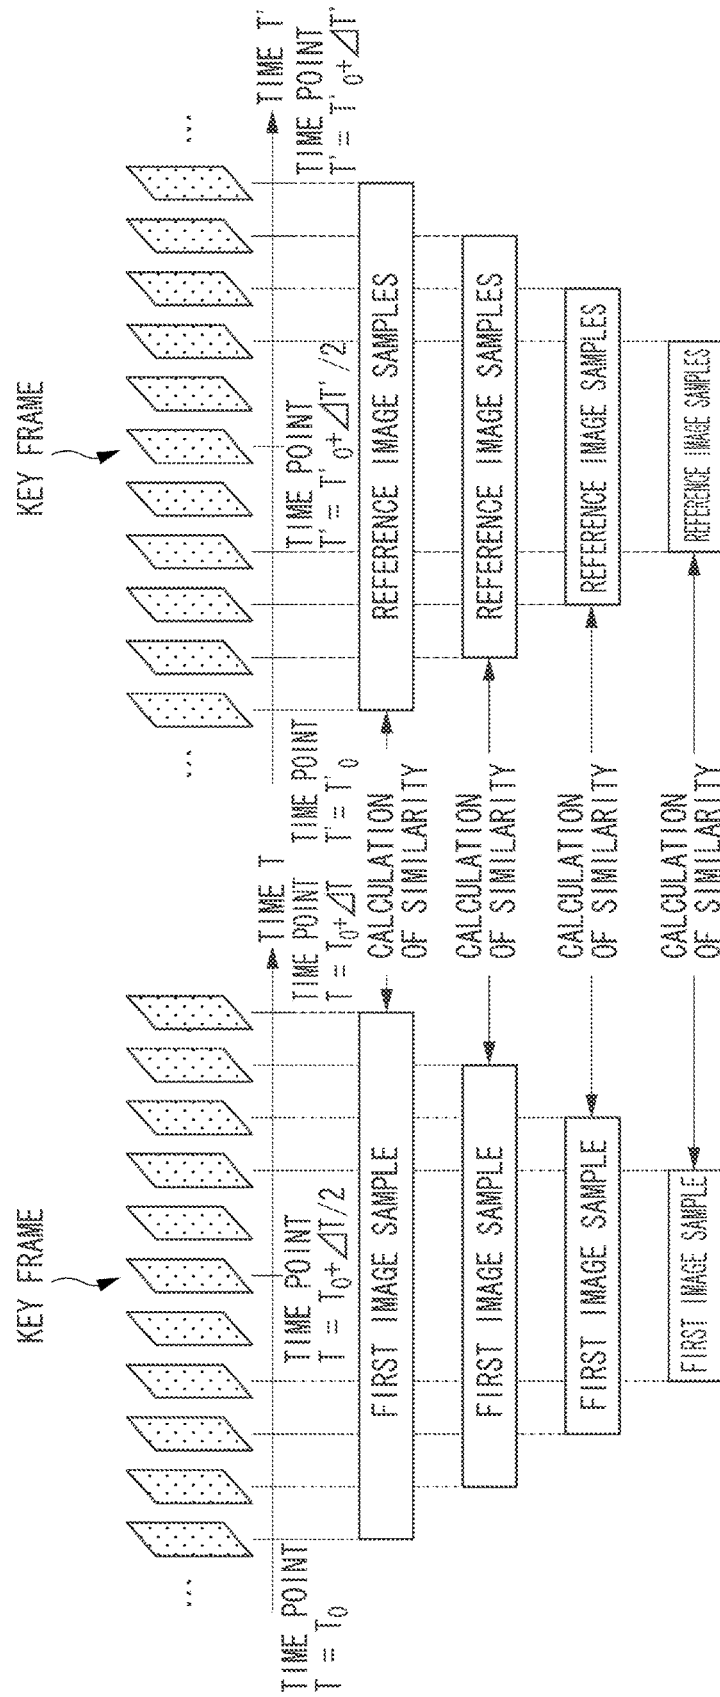 KEY FRAME
KEY FRAME
...
...
...
...
TIME T
TIME T'
TIME POINT
T = T₀
TIME POINT
T = T₀+ΔT/2
TIME POINT
T = T₀+ΔT
TIME POINT
T' = T'₀
TIME POINT
T' = T'₀+ΔT'/2
TIME POINT
T' = T'₀+ΔT'
FIRST IMAGE SAMPLE
CALCULATION
OF SIMILARITY
REFERENCE IMAGE SAMPLES
FIRST IMAGE SAMPLE
CALCULATION
OF SIMILARITY
REFERENCE IMAGE SAMPLES
FIRST IMAGE SAMPLE
CALCULATION
OF SIMILARITY
REFERENCE IMAGE SAMPLES
FIRST IMAGE SAMPLE
CALCULATION
OF SIMILARITY
REFERENCE IMAGE SAMPLES